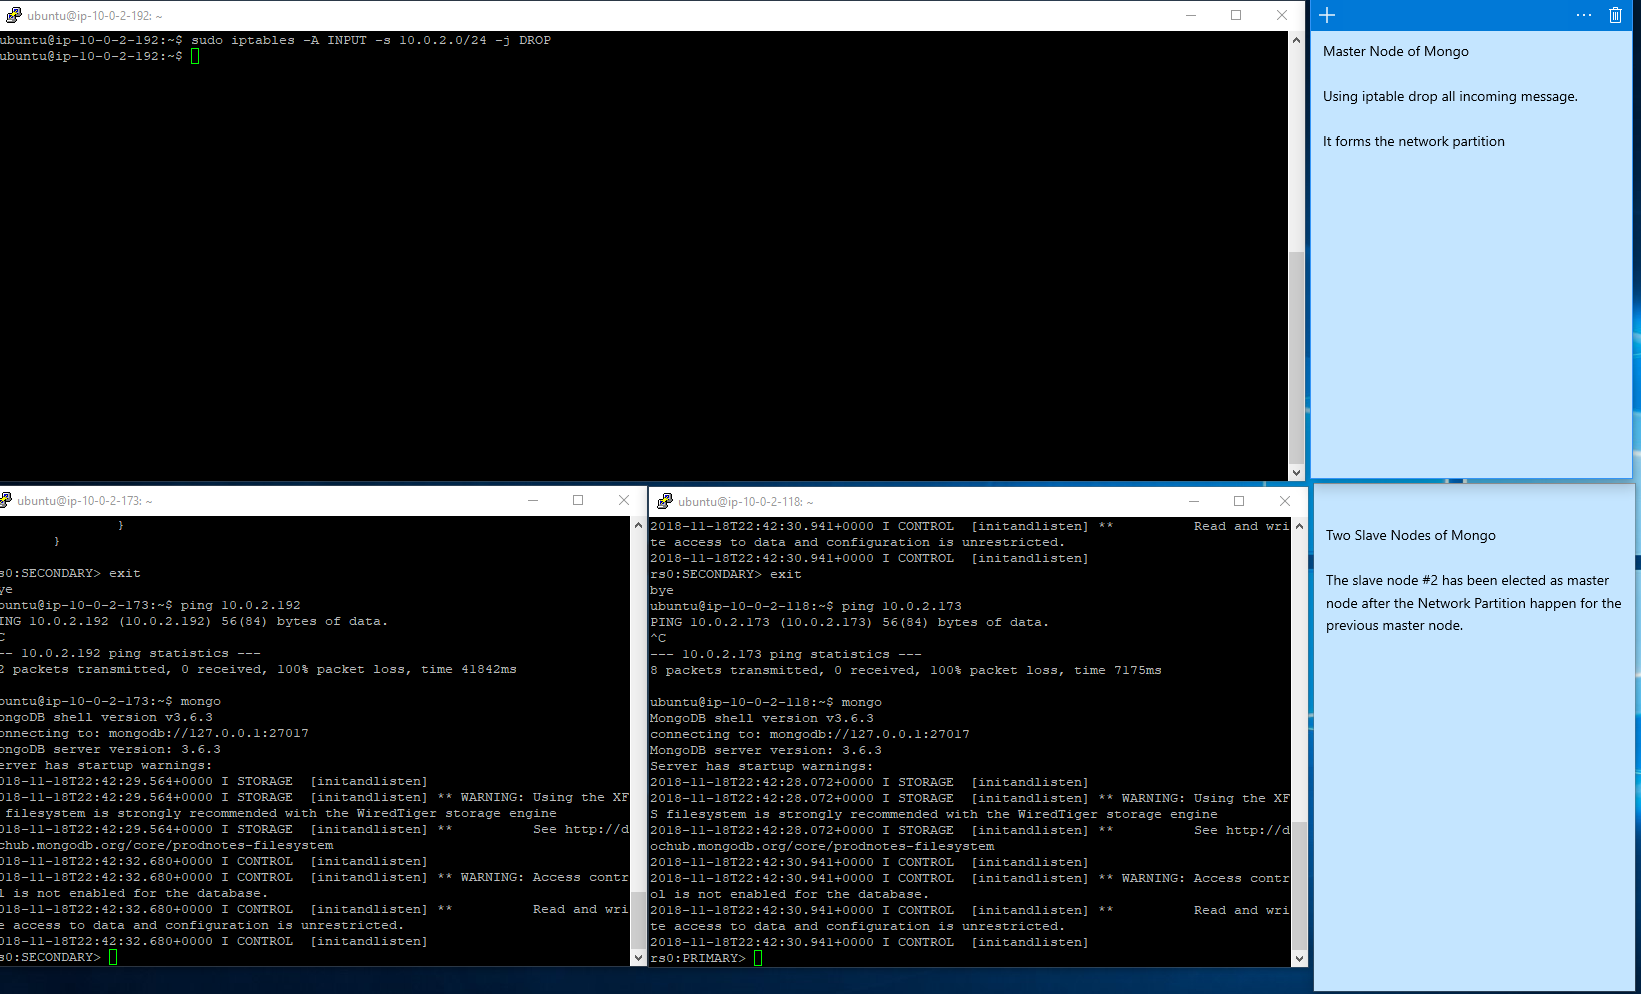 ubuntu@ip-10-0-2-192: ~
ubuntu@ip-10-0-2-192:~$ sudo iptables -A INPUT -s 10.0.2.0/24 -j DROP
ubuntu@ip-10-0-2-192:~$
Master Node of Mongo
Using iptable drop all incoming message.
It forms the network partition
ubuntu@ip-10-0-2-173: ~
}
}
s0:SECONDARY> exit
ye
buntu@ip-10-0-2-173:~$ ping 10.0.2.192
ING 10.0.2.192 (10.0.2.192) 56(84) bytes of data.
C
-- 10.0.2.192 ping statistics ---
2 packets transmitted, 0 received, 100% packet loss, time 41842ms
buntu@ip-10-0-2-173:~$ mongo
ongoDB shell version v3.6.3
onnecting to: mongodb://127.0.0.1:27017
ongoDB server version: 3.6.3
erver has startup warnings:
018-11-18T22:42:29.564+0000 I STORAGE  [initandlisten]
018-11-18T22:42:29.564+0000 I STORAGE  [initandlisten] ** WARNING: Using the XF
 filesystem is strongly recommended with the WiredTiger storage engine
018-11-18T22:42:29.564+0000 I STORAGE  [initandlisten] **          See http://d
chub.mongodb.org/core/prodnotes-filesystem
018-11-18T22:42:32.680+0000 I CONTROL  [initandlisten]
018-11-18T22:42:32.680+0000 I CONTROL  [initandlisten] ** WARNING: Access contr
l is not enabled for the database.
018-11-18T22:42:32.680+0000 I CONTROL  [initandlisten] **          Read and wri
e access to data and configuration is unrestricted.
018-11-18T22:42:32.680+0000 I CONTROL  [initandlisten]
s0:SECONDARY>
ubuntu@ip-10-0-2-118: ~
2018-11-18T22:42:30.941+0000 I CONTROL  [initandlisten] **          Read and wri
te access to data and configuration is unrestricted.
2018-11-18T22:42:30.941+0000 I CONTROL  [initandlisten]
rs0:SECONDARY> exit
bye
ubuntu@ip-10-0-2-118:~$ ping 10.0.2.173
PING 10.0.2.173 (10.0.2.173) 56(84) bytes of data.
^C
--- 10.0.2.173 ping statistics ---
8 packets transmitted, 0 received, 100% packet loss, time 7175ms
ubuntu@ip-10-0-2-118:~$ mongo
MongoDB shell version v3.6.3
connecting to: mongodb://127.0.0.1:27017
MongoDB server version: 3.6.3
Server has startup warnings:
2018-11-18T22:42:28.072+0000 I STORAGE  [initandlisten]
2018-11-18T22:42:28.072+0000 I STORAGE  [initandlisten] ** WARNING: Using the XF
S filesystem is strongly recommended with the WiredTiger storage engine
2018-11-18T22:42:28.072+0000 I STORAGE  [initandlisten] **          See http://d
ochub.mongodb.org/core/prodnotes-filesystem
2018-11-18T22:42:30.941+0000 I CONTROL  [initandlisten]
2018-11-18T22:42:30.941+0000 I CONTROL  [initandlisten] ** WARNING: Access contr
ol is not enabled for the database.
2018-11-18T22:42:30.941+0000 I CONTROL  [initandlisten] **          Read and wri
te access to data and configuration is unrestricted.
2018-11-18T22:42:30.941+0000 I CONTROL  [initandlisten]
rs0:PRIMARY>
Two Slave Nodes of Mongo
The slave node #2 has been elected as master
node after the Network Partition happen for the
previous master node.